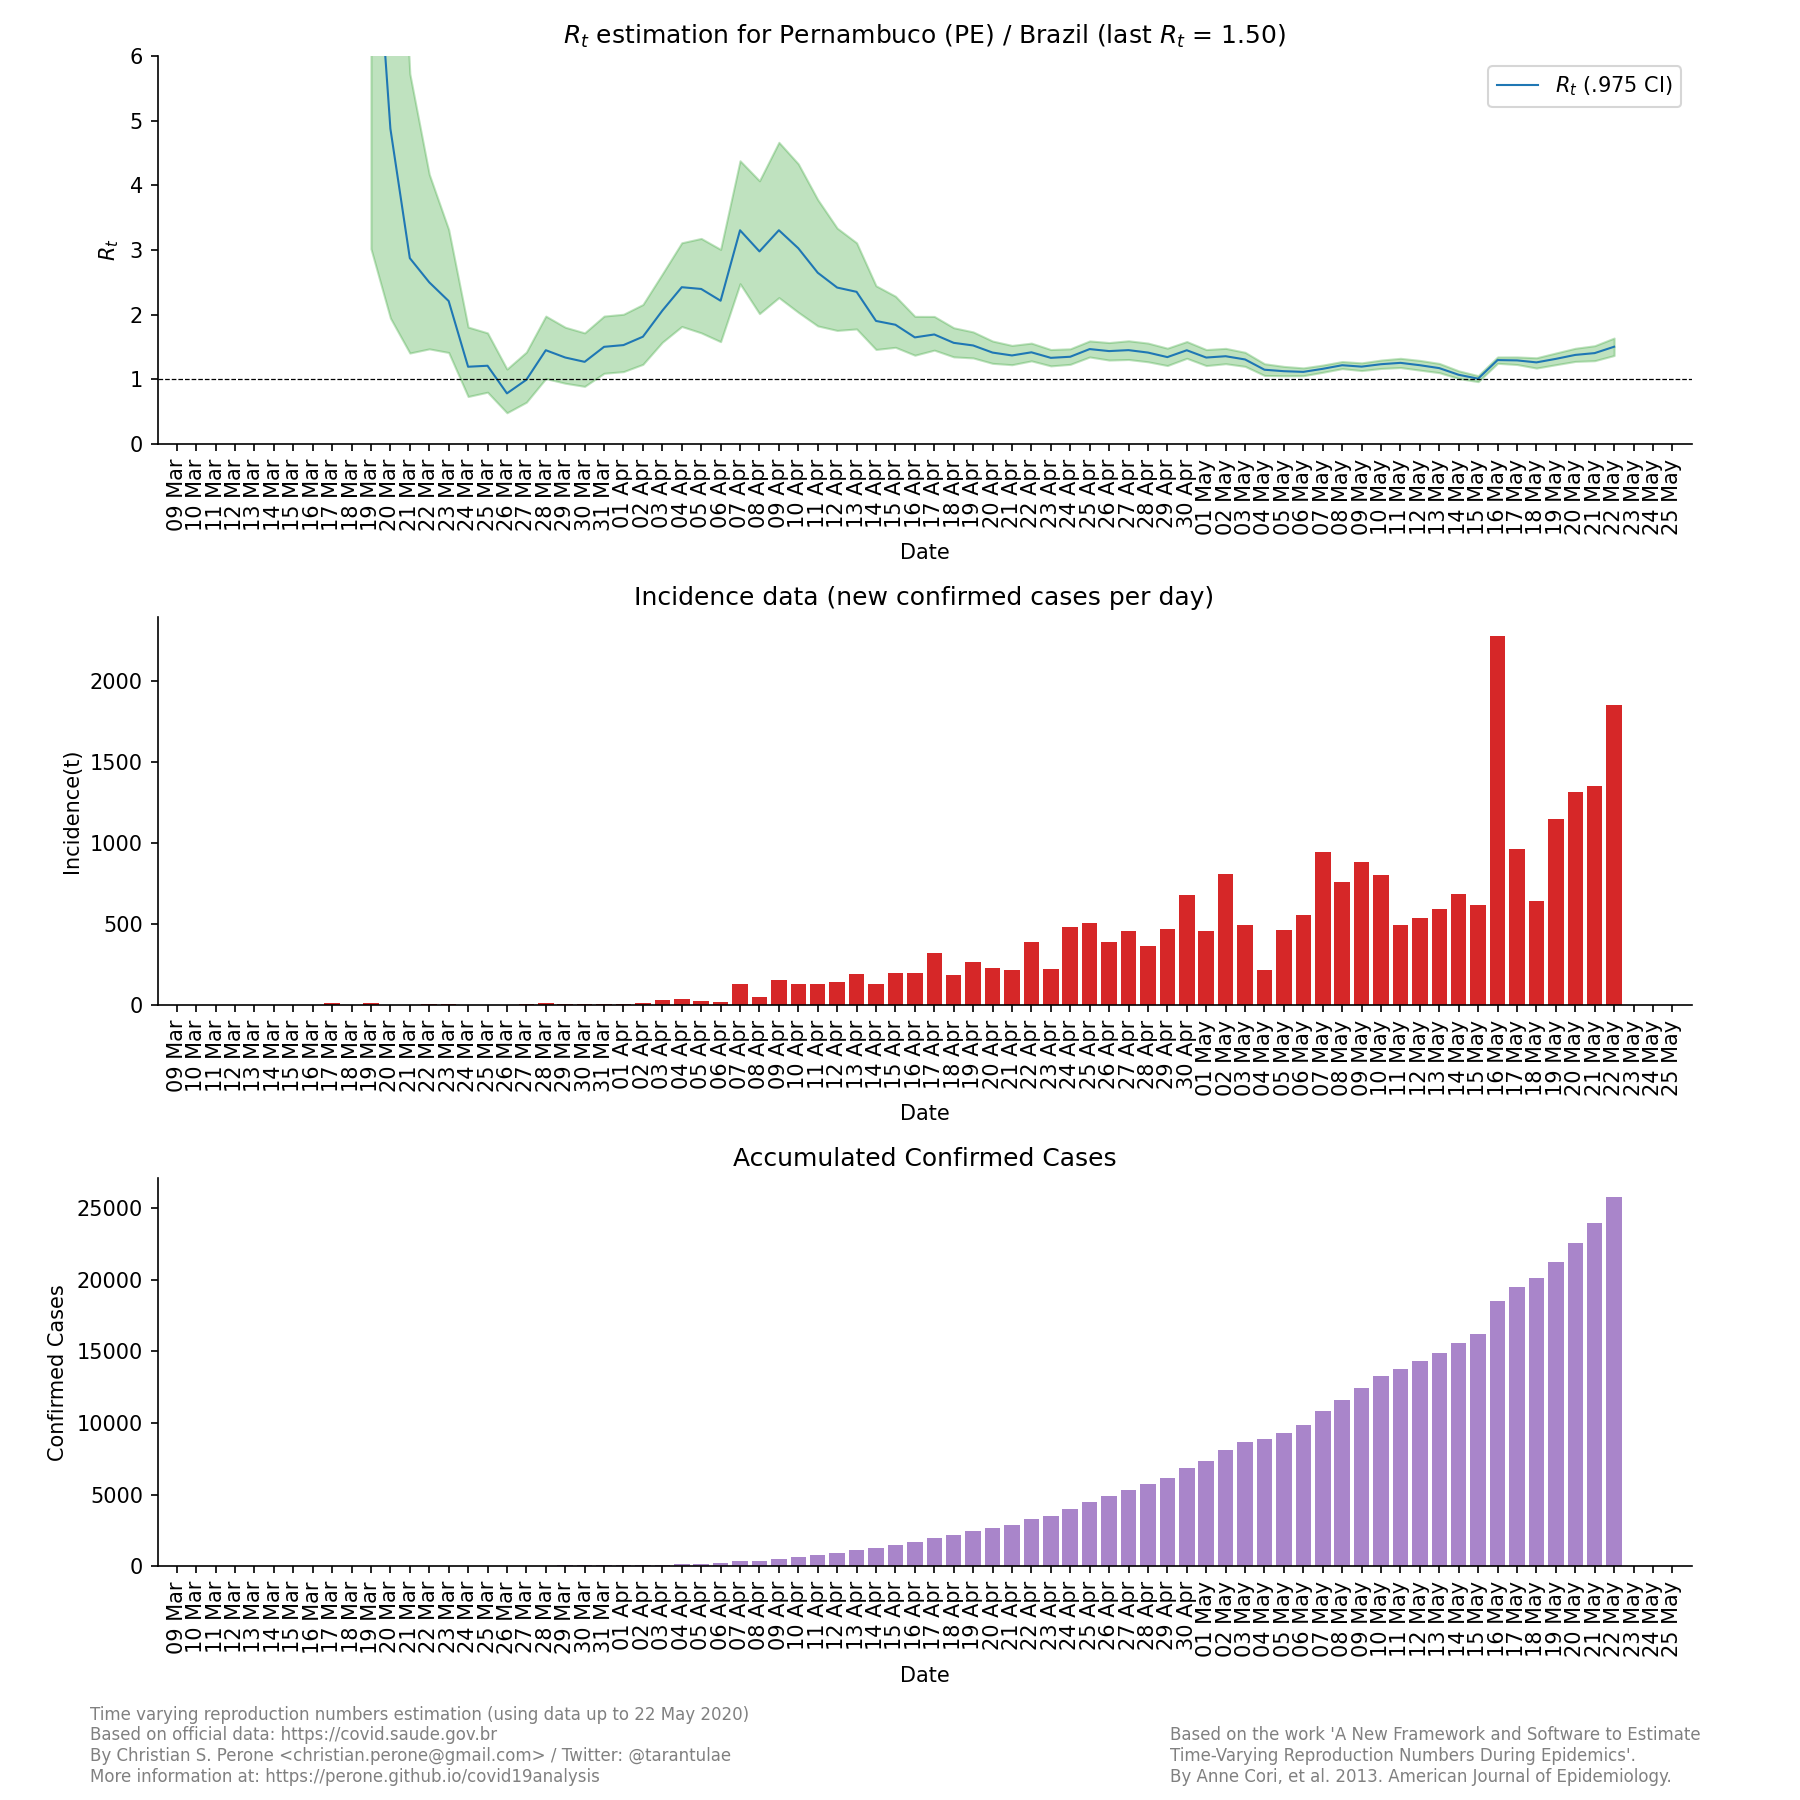 Rt estimation for Pernambuco (PE) / Brazil (last Rt = 1.50)
Rt (.975 CI)
6
5
4
3
2
1
0
Rt
09 Mar 10 Mar 11 Mar 12 Mar 13 Mar 14 Mar 15 Mar 16 Mar 17 Mar 18 Mar 19 Mar 20 Mar 21 Mar 22 Mar 23 Mar 24 Mar 25 Mar 26 Mar 27 Mar 28 Mar 29 Mar 30 Mar 31 Mar 01 Apr 02 Apr 03 Apr 04 Apr 05 Apr 06 Apr 07 Apr 08 Apr 09 Apr 10 Apr 11 Apr 12 Apr 13 Apr 14 Apr 15 Apr 16 Apr 17 Apr 18 Apr 19 Apr 20 Apr 21 Apr 22 Apr 23 Apr 24 Apr 25 Apr 26 Apr 27 Apr 28 Apr 29 Apr 30 Apr 01 May 02 May 03 May 04 May 05 May 06 May 07 May 08 May 09 May 10 May 11 May 12 May 13 May 14 May 15 May 16 May 17 May 18 May 19 May 20 May 21 May 22 May 23 May 24 May 25 May
Date
Incidence data (new confirmed cases per day)
2000
1500
1000
500
0
Incidence(t)
09 Mar 10 Mar 11 Mar 12 Mar 13 Mar 14 Mar 15 Mar 16 Mar 17 Mar 18 Mar 19 Mar 20 Mar 21 Mar 22 Mar 23 Mar 24 Mar 25 Mar 26 Mar 27 Mar 28 Mar 29 Mar 30 Mar 31 Mar 01 Apr 02 Apr 03 Apr 04 Apr 05 Apr 06 Apr 07 Apr 08 Apr 09 Apr 10 Apr 11 Apr 12 Apr 13 Apr 14 Apr 15 Apr 16 Apr 17 Apr 18 Apr 19 Apr 20 Apr 21 Apr 22 Apr 23 Apr 24 Apr 25 Apr 26 Apr 27 Apr 28 Apr 29 Apr 30 Apr 01 May 02 May 03 May 04 May 05 May 06 May 07 May 08 May 09 May 10 May 11 May 12 May 13 May 14 May 15 May 16 May 17 May 18 May 19 May 20 May 21 May 22 May 23 May 24 May 25 May
Date
Accumulated Confirmed Cases
25000
20000
15000
10000
5000
0
Confirmed Cases
09 Mar 10 Mar 11 Mar 12 Mar 13 Mar 14 Mar 15 Mar 16 Mar 17 Mar 18 Mar 19 Mar 20 Mar 21 Mar 22 Mar 23 Mar 24 Mar 25 Mar 26 Mar 27 Mar 28 Mar 29 Mar 30 Mar 31 Mar 01 Apr 02 Apr 03 Apr 04 Apr 05 Apr 06 Apr 07 Apr 08 Apr 09 Apr 10 Apr 11 Apr 12 Apr 13 Apr 14 Apr 15 Apr 16 Apr 17 Apr 18 Apr 19 Apr 20 Apr 21 Apr 22 Apr 23 Apr 24 Apr 25 Apr 26 Apr 27 Apr 28 Apr 29 Apr 30 Apr 01 May 02 May 03 May 04 May 05 May 06 May 07 May 08 May 09 May 10 May 11 May 12 May 13 May 14 May 15 May 16 May 17 May 18 May 19 May 20 May 21 May 22 May 23 May 24 May 25 May
Date
Time varying reproduction numbers estimation (using data up to 22 May 2020)
Based on official data: https://covid.saude.gov.br
By Christian S. Perone <christian.perone@gmail.com> / Twitter: @tarantulae
More information at: https://perone.github.io/covid19analysis
Based on the work 'A New Framework and Software to Estimate
Time-Varying Reproduction Numbers During Epidemics'.
By Anne Cori, et al. 2013. American Journal of Epidemiology.